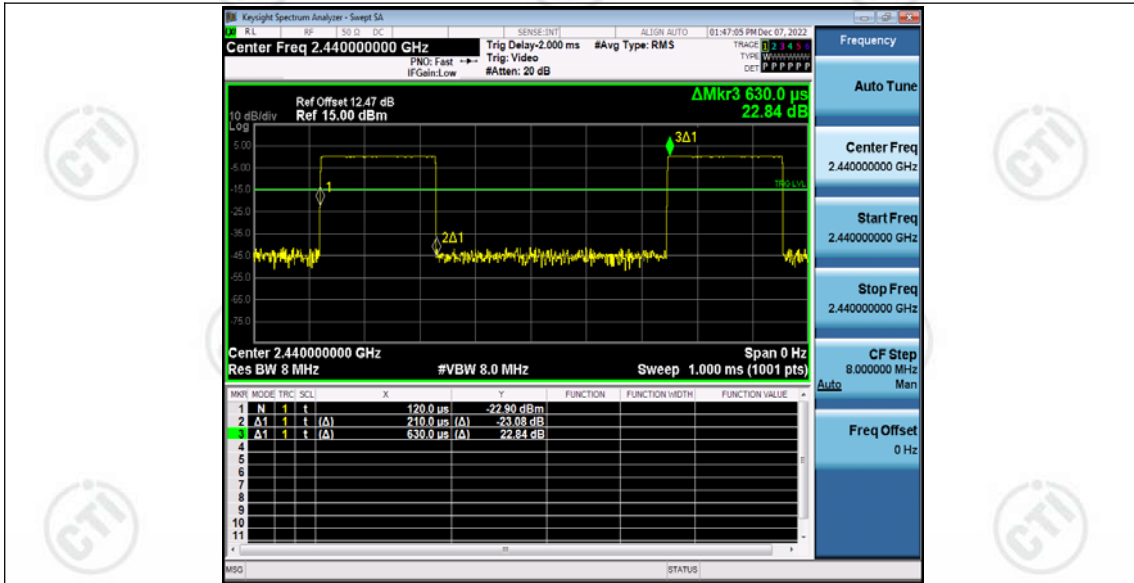 Keysight Spectrum Analyzer - Swept SA
RL RF 50 Ω DC SENSE:INT ALIGN AUTO 01:47:05 PM Dec 07, 2022
Center Freq 2.440000000 GHz Trig Delay-2.000 ms #Avg Type: RMS TRACE 1 2 3 4 5 6
PNO: Fast Trig: Video TYPE WWWWWW
IFGain:Low #Atten: 20 dB DET P P P P P P
Frequency
Auto Tune
Center Freq
2.440000000 GHz
Start Freq
2.440000000 GHz
Stop Freq
2.440000000 GHz
CF Step
8.000000 MHz
Auto Man
Freq Offset
0 Hz
ΔMkr3 630.0 µs
22.84 dB
Ref Offset 12.47 dB
10 dB/div Ref 15.00 dBm
Log
5.00
-5.00
-15.0
-25.0
-35.0
-45.0
-55.0
-65.0
-75.0
1
2Δ1
3Δ1
TRIG LVL
Center 2.440000000 GHz Span 0 Hz
Res BW 8 MHz #VBW 8.0 MHz Sweep 1.000 ms (1001 pts)
MKR MODE TRC SCL X Y FUNCTION FUNCTION WIDTH FUNCTION VALUE
1 N 1 t 120.0 µs -22.90 dBm
2 Δ1 1 t (Δ) 210.0 µs (Δ) -23.08 dB
3 Δ1 1 t (Δ) 630.0 µs (Δ) 22.84 dB
4
5
6
7
8
9
10
11
MSG STATUS
CTI
CTI
CTI
CTI